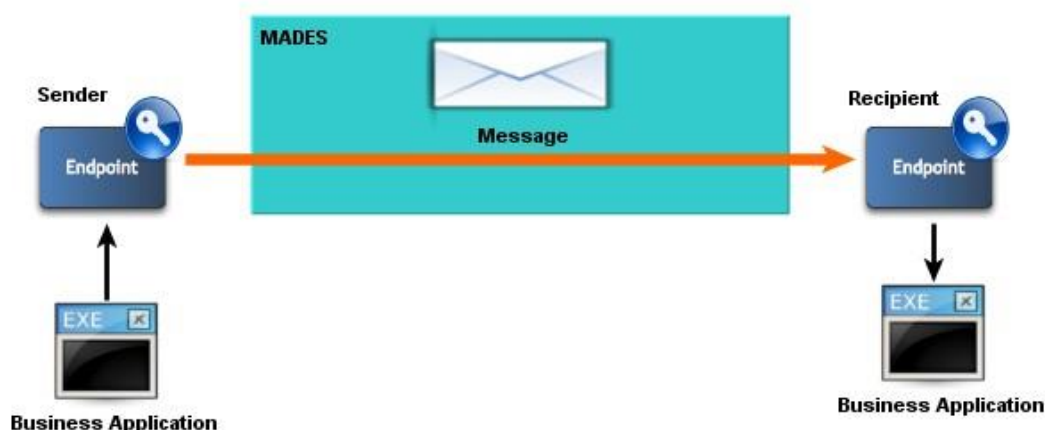 MADES
Sender
Recipient
Message
Endpoint
Endpoint
EXE
EXE
Business Application
Business Application